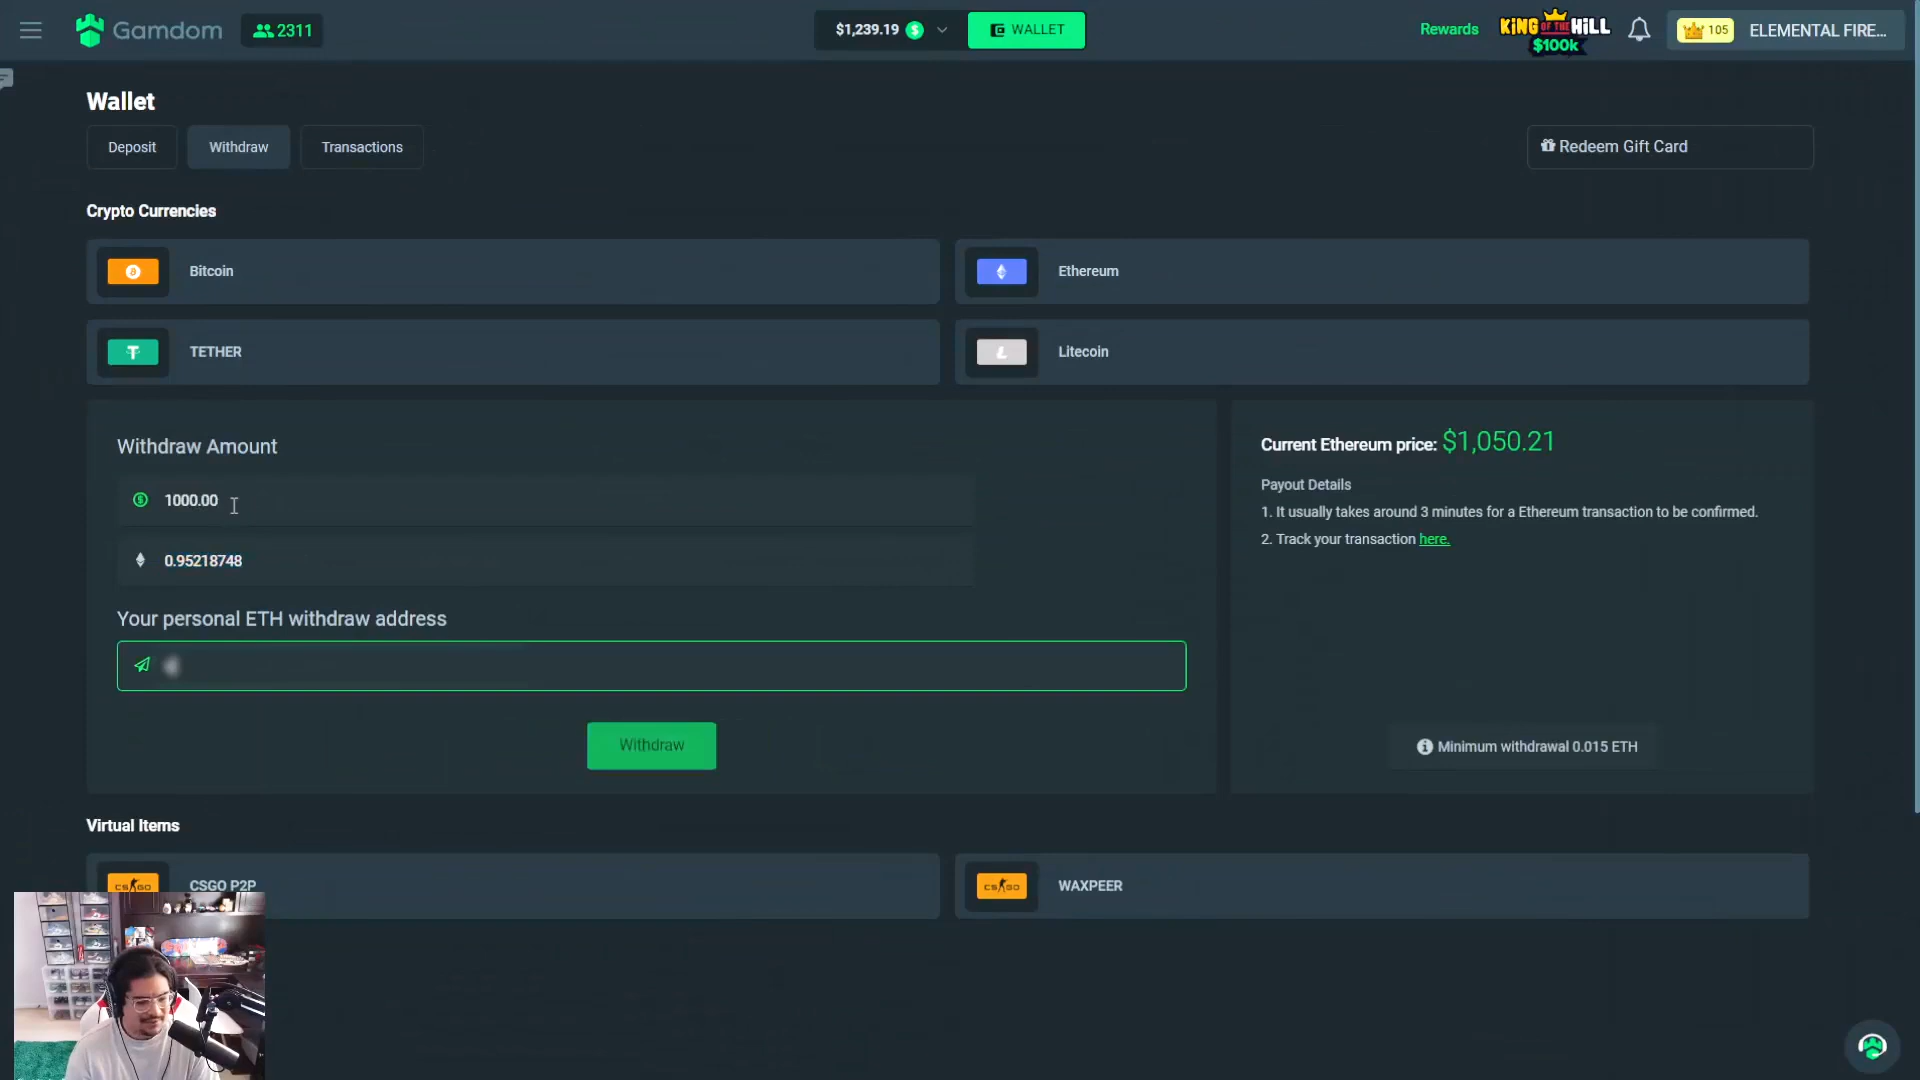 Gamdom
2311
$1,239.19
WALLET
Rewards
KING OF THE HILL
$100k
105
ELEMENTAL FIRE...
Wallet
Deposit
Withdraw
Transactions
Redeem Gift Card
Crypto Currencies
Bitcoin
Ethereum
TETHER
Litecoin
Withdraw Amount
1000.00
0.95218748
Your personal ETH withdraw address
Withdraw
Current Ethereum price: $1,050.21
Payout Details
1. It usually takes around 3 minutes for a Ethereum transaction to be confirmed.
2. Track your transaction here.
Minimum withdrawal 0.015 ETH
Virtual Items
CS GO
CSGO P2P
CS GO
WAXPEER